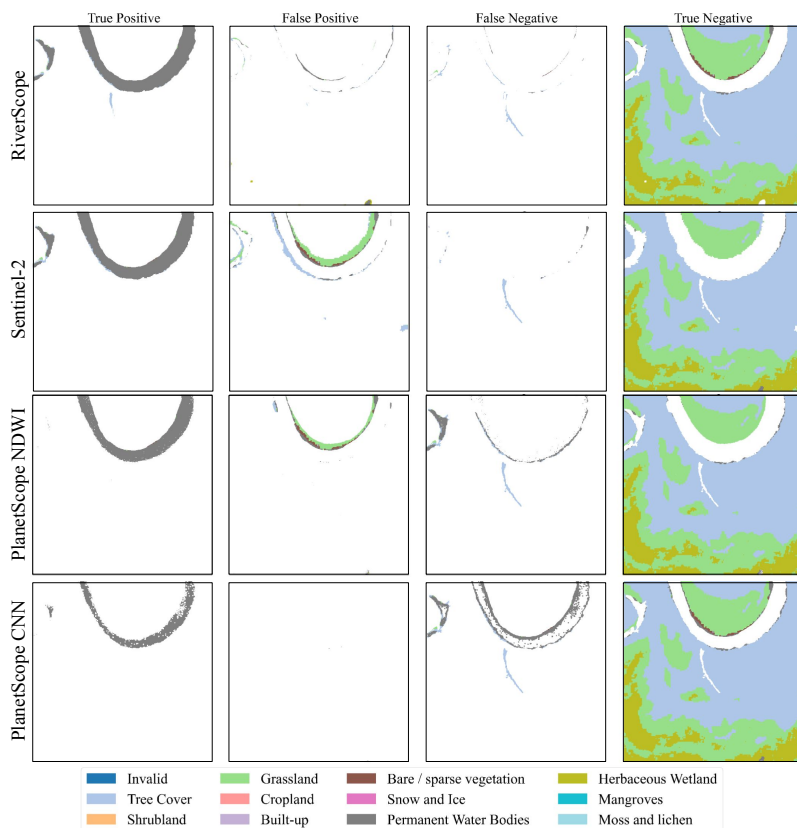 True Positive False Positive False Negative True Negative
RiverScope
Sentinel-2
PlanetScope NDWI
PlanetScope CNN
Invalid Grassland Bare / sparse vegetation Herbaceous Wetland
Tree Cover Cropland Snow and Ice Mangroves
Shrubland Built-up Permanent Water Bodies Moss and lichen